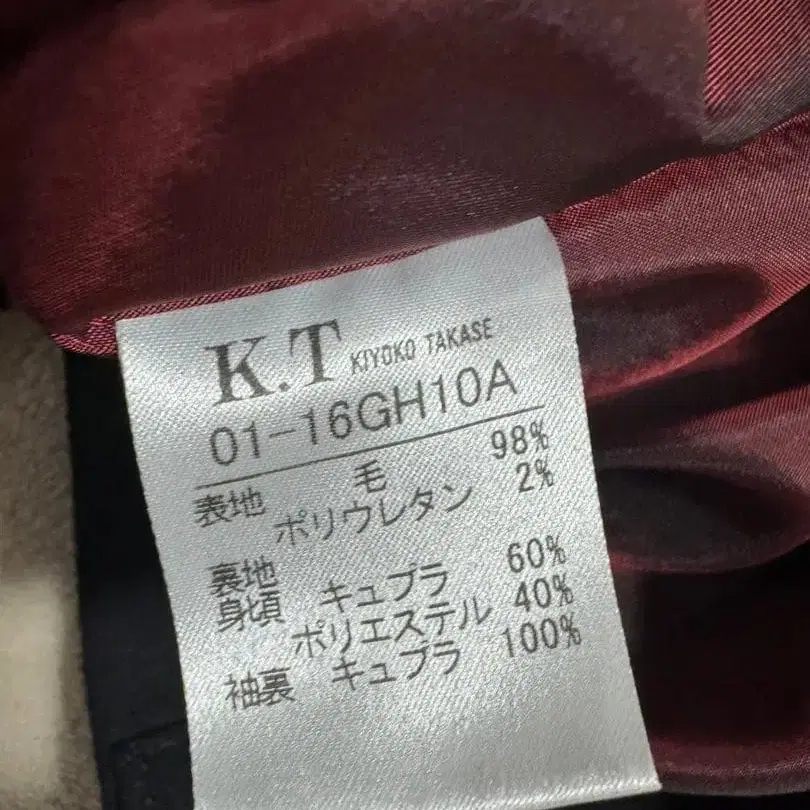 K.T KIYOKO TAKASE
01-16GH10A
表地 毛 98%
ポリウレタン 2%
裏地
身頃 キュプラ 60%
ポリエステル 40%
袖裏 キュプラ 100%